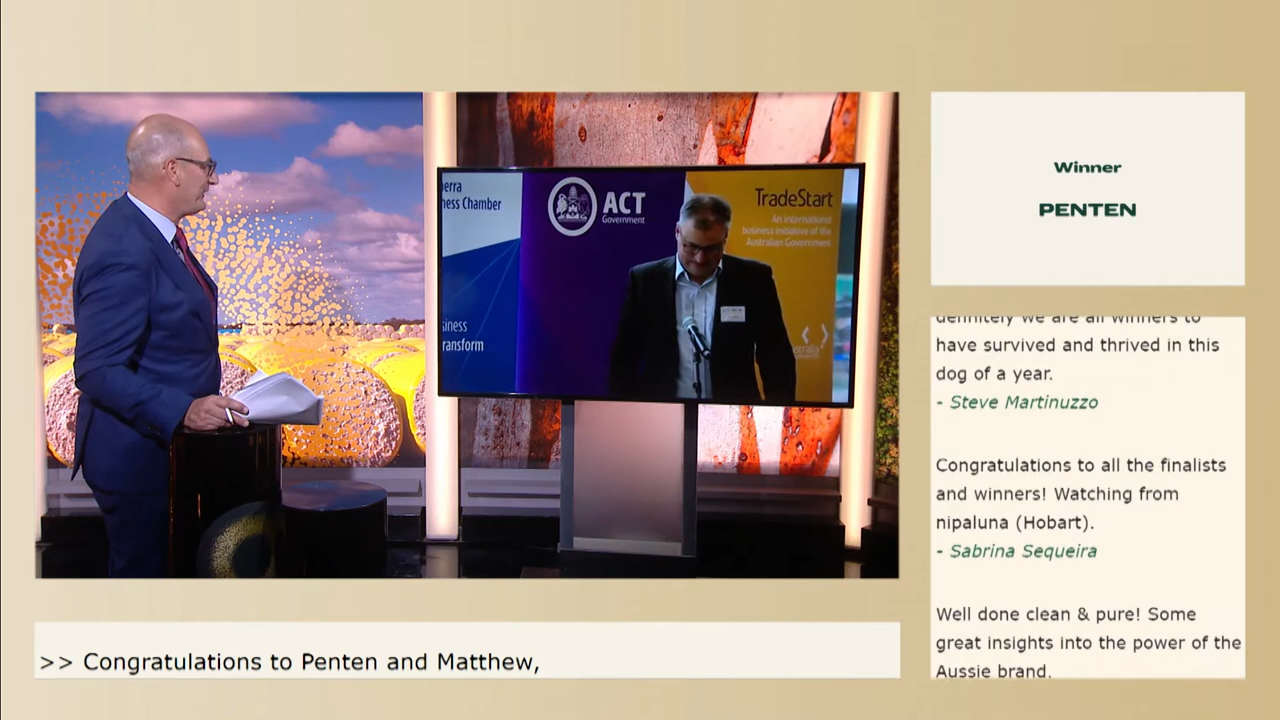 erra
ness Chamber
siness
ransform
ACT
Government
TradeStart
An international
business initiative of the
Australian Government
>> Congratulations to Penten and Matthew,
Winner
PENTEN
definitely we are all winners to
have survived and thrived in this
dog of a year.
- Steve Martinuzzo
Congratulations to all the finalists
and winners! Watching from
nipaluna (Hobart).
- Sabrina Sequeira
Well done clean & pure! Some
great insights into the power of the
Aussie brand.